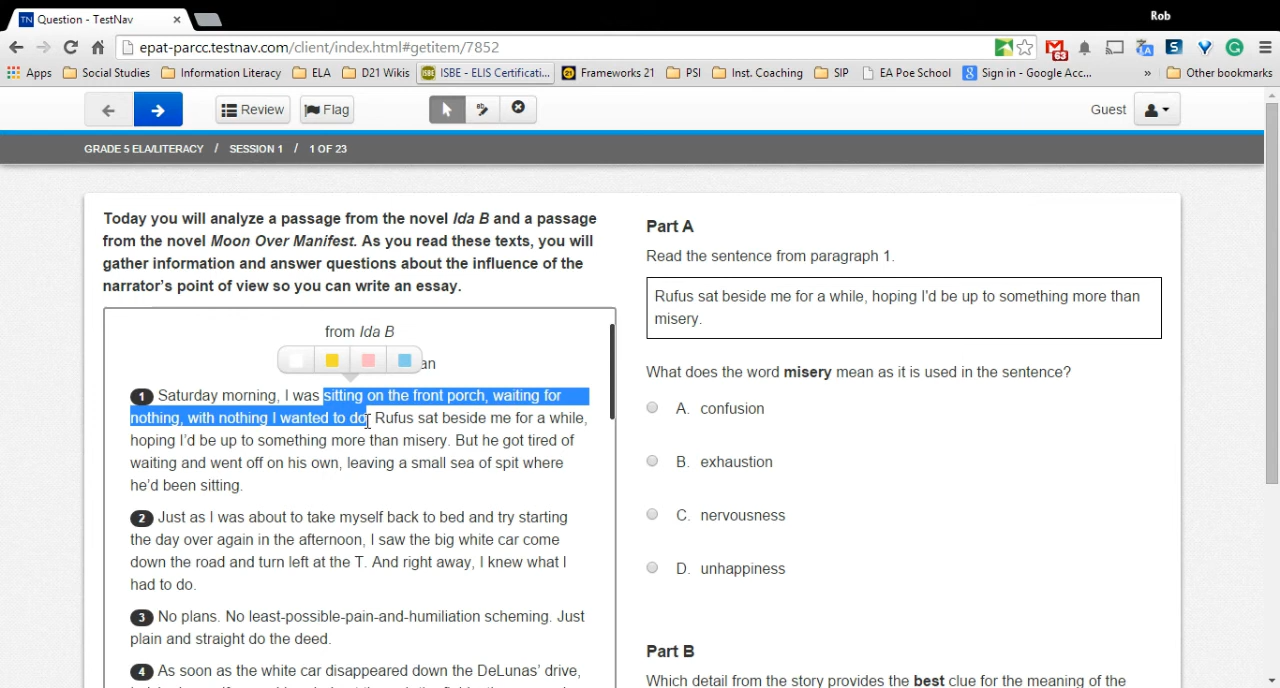 Rob
TN Question - TestNav
epat-parcc.testnav.com/client/index.html#getitem/7852
63
S
Apps Social Studies Information Literacy ELA D21 Wikis ISBE - ELIS Certificati... Frameworks 21 PSI Inst. Coaching SIP EA Poe School Sign in - Google Acc... » Other bookmarks
Review Flag Guest
GRADE 5 ELA/LITERACY / SESSION 1 / 1 OF 23
Today you will analyze a passage from the novel Ida B and a passage
from the novel Moon Over Manifest. As you read these texts, you will
gather information and answer questions about the influence of the
narrator's point of view so you can write an essay.
from Ida B
an
1 Saturday morning, I was sitting on the front porch, waiting for
nothing, with nothing I wanted to do. Rufus sat beside me for a while,
hoping I'd be up to something more than misery. But he got tired of
waiting and went off on his own, leaving a small sea of spit where
he'd been sitting.
2 Just as I was about to take myself back to bed and try starting
the day over again in the afternoon, I saw the big white car come
down the road and turn left at the T. And right away, I knew what I
had to do.
3 No plans. No least-possible-pain-and-humiliation scheming. Just
plain and straight do the deed.
4 As soon as the white car disappeared down the DeLunas' drive,
Part A
Read the sentence from paragraph 1.
Rufus sat beside me for a while, hoping I'd be up to something more than
misery.
What does the word misery mean as it is used in the sentence?
A. confusion
B. exhaustion
C. nervousness
D. unhappiness
Part B
Which detail from the story provides the best clue for the meaning of the